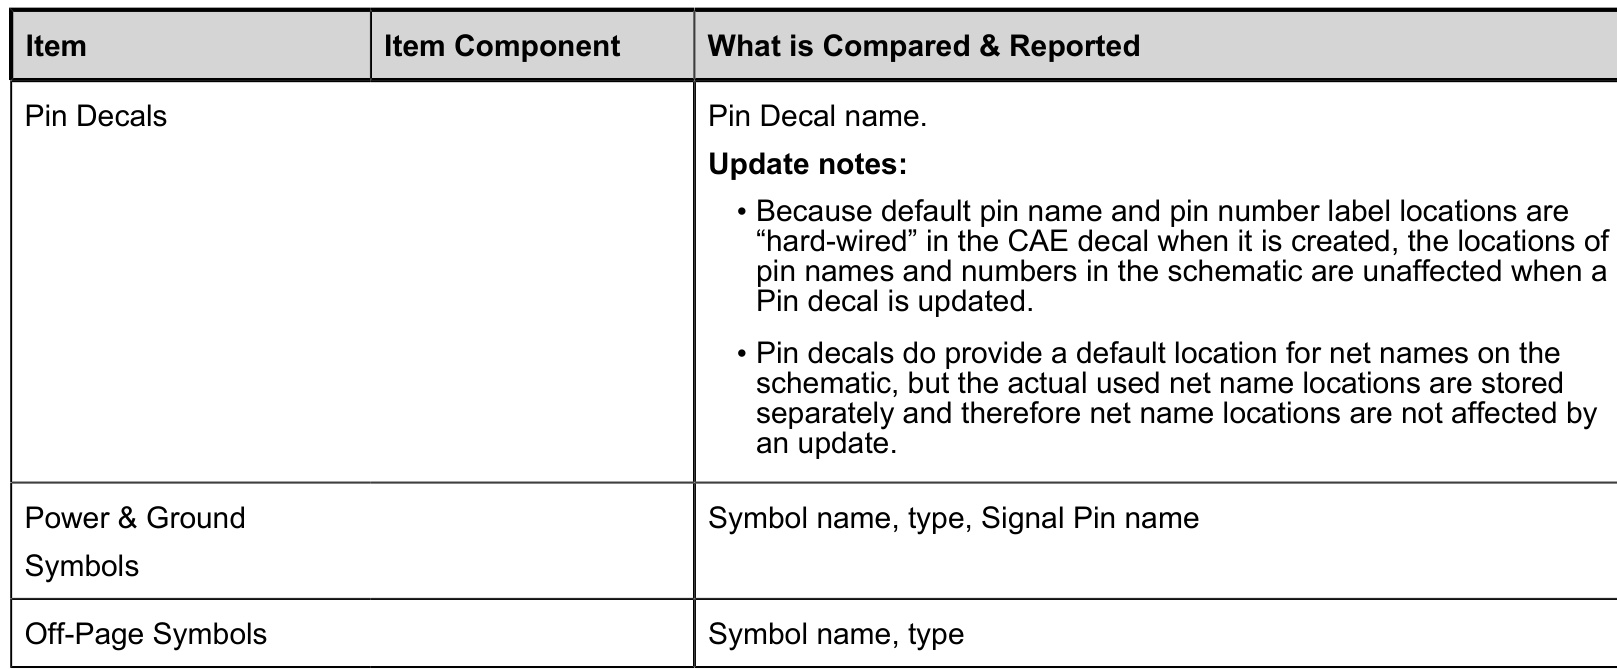 Item Item Component What is Compared & Reported
Pin Decals Pin Decal name.
Update notes:
• Because default pin name and pin number label locations are
“hard-wired” in the CAE decal when it is created, the locations of
pin names and numbers in the schematic are unaffected when a
Pin decal is updated.
• Pin decals do provide a default location for net names on the
schematic, but the actual used net name locations are stored
separately and therefore net name locations are not affected by
an update.
Power & Ground Symbol name, type, Signal Pin name
Symbols
Off-Page Symbols Symbol name, type